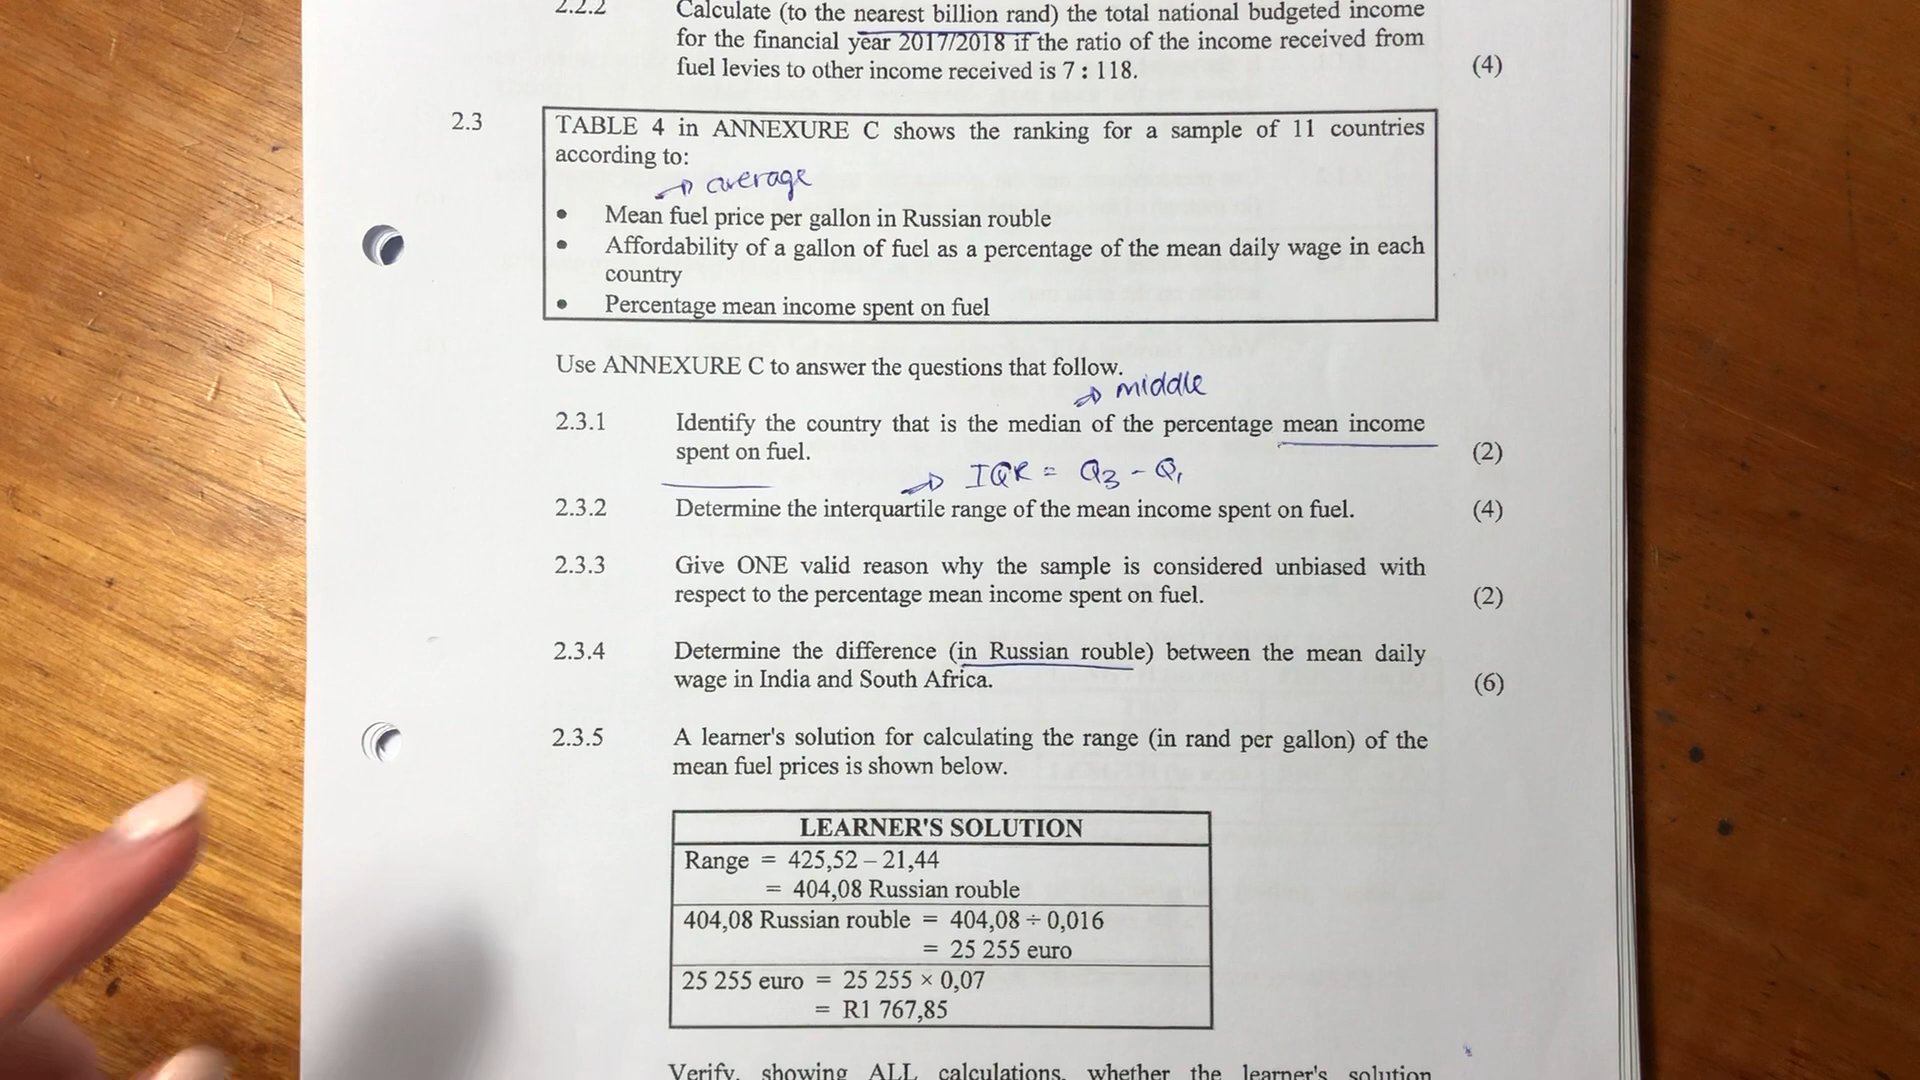 2.2.2 Calculate (to the nearest billion rand) the total national budgeted income
for the financial year 2017/2018 if the ratio of the income received from
fuel levies to other income received is 7 : 118. (4)
2.3 TABLE 4 in ANNEXURE C shows the ranking for a sample of 11 countries
according to:
→ average
• Mean fuel price per gallon in Russian rouble
• Affordability of a gallon of fuel as a percentage of the mean daily wage in each
country
• Percentage mean income spent on fuel
Use ANNEXURE C to answer the questions that follow.
→ middle
2.3.1 Identify the country that is the median of the percentage mean income
spent on fuel. (2)
→ IQR = Q3 - Q1
2.3.2 Determine the interquartile range of the mean income spent on fuel. (4)
2.3.3 Give ONE valid reason why the sample is considered unbiased with
respect to the percentage mean income spent on fuel. (2)
2.3.4 Determine the difference (in Russian rouble) between the mean daily
wage in India and South Africa. (6)
2.3.5 A learner's solution for calculating the range (in rand per gallon) of the
mean fuel prices is shown below.
LEARNER'S SOLUTION
Range = 425,52 – 21,44
= 404,08 Russian rouble
404,08 Russian rouble = 404,08 ÷ 0,016
= 25 255 euro
25 255 euro = 25 255 × 0,07
= R1 767,85
Verify, showing ALL calculations, whether the learner's solution